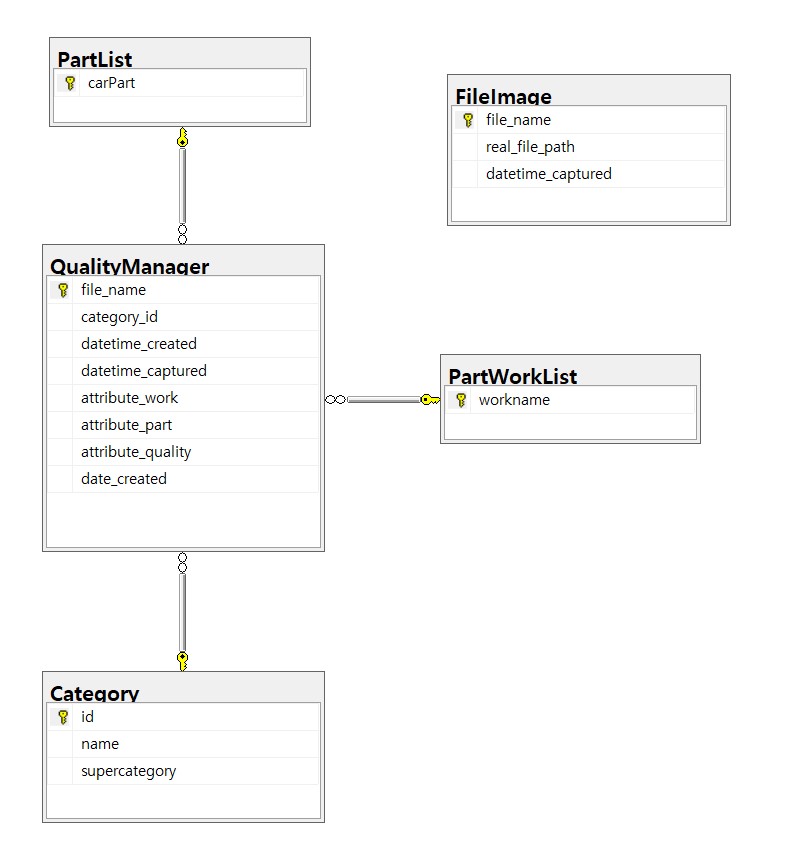 PartList
carPart
FileImage
file_name
real_file_path
datetime_captured
QualityManager
file_name
category_id
datetime_created
datetime_captured
attribute_work
attribute_part
attribute_quality
date_created
PartWorkList
workname
Category
id
name
supercategory